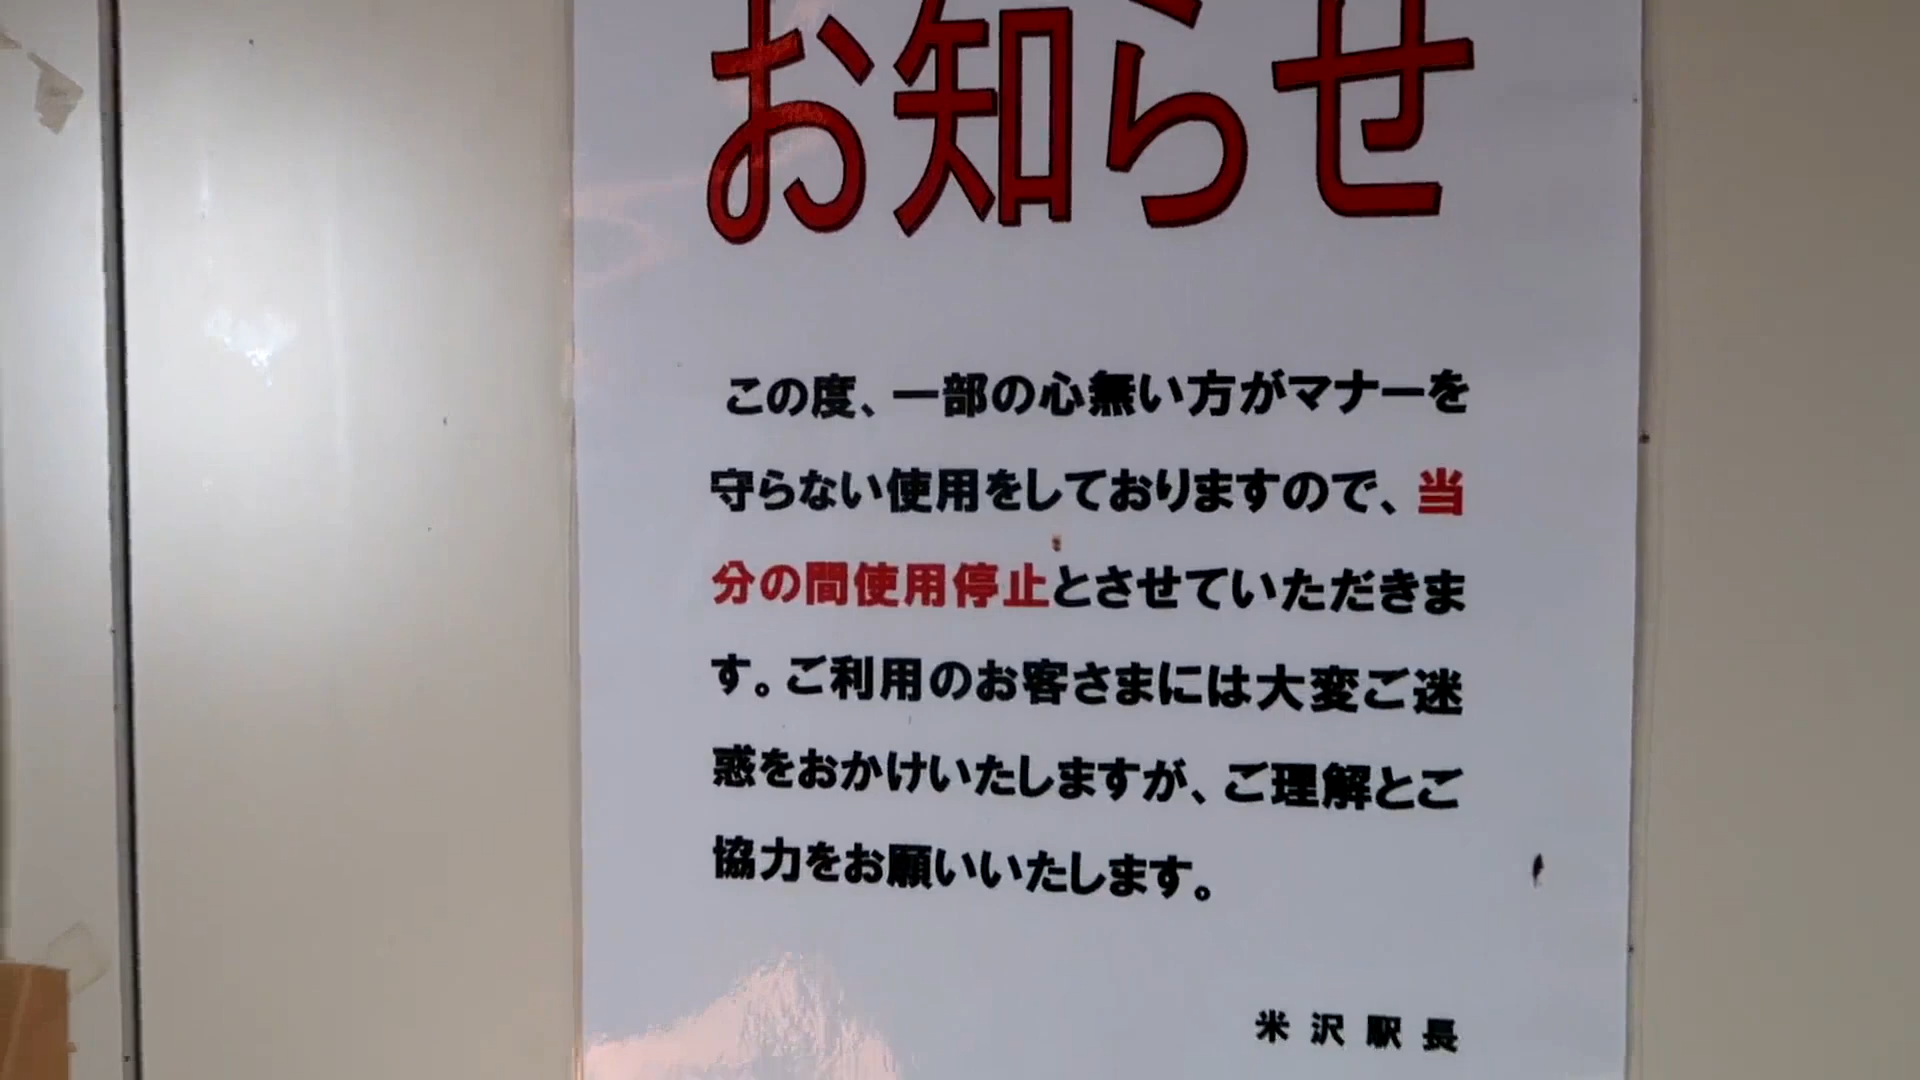 お知らせ
この度、一部の心無い方がマナーを
守らない使用をしておりますので、当
分の間使用停止とさせていただきま
す。ご利用のお客さまには大変ご迷
惑をおかけいたしますが、ご理解とご
協力をお願いいたします。
米沢駅長